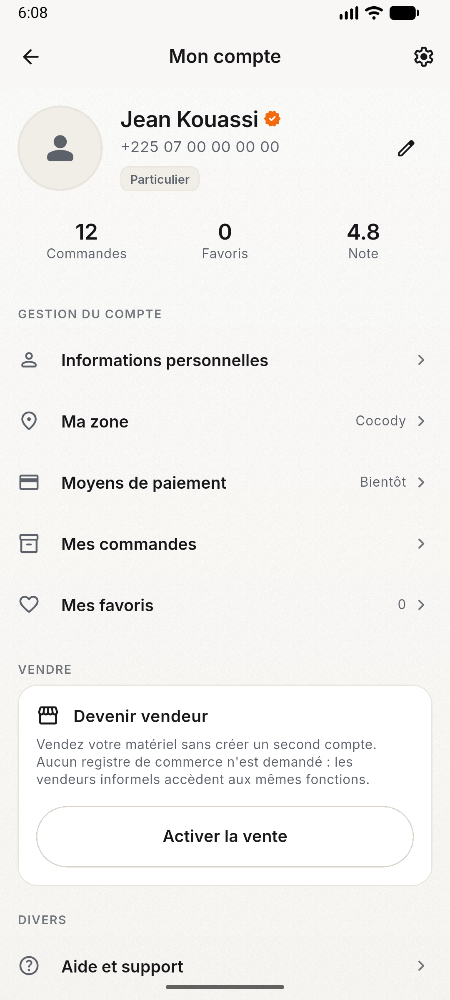 6:08
Mon compte
Jean Kouassi
+225 07 00 00 00 00
Particulier
12
Commandes
0
Favoris
4.8
Note
GESTION DU COMPTE
Informations personnelles
Ma zone
Cocody
Moyens de paiement
Bientôt
Mes commandes
Mes favoris
0
VENDRE
Devenir vendeur
Vendez votre matériel sans créer un second compte.
Aucun registre de commerce n'est demandé : les
vendeurs informels accèdent aux mêmes fonctions.
Activer la vente
DIVERS
Aide et support